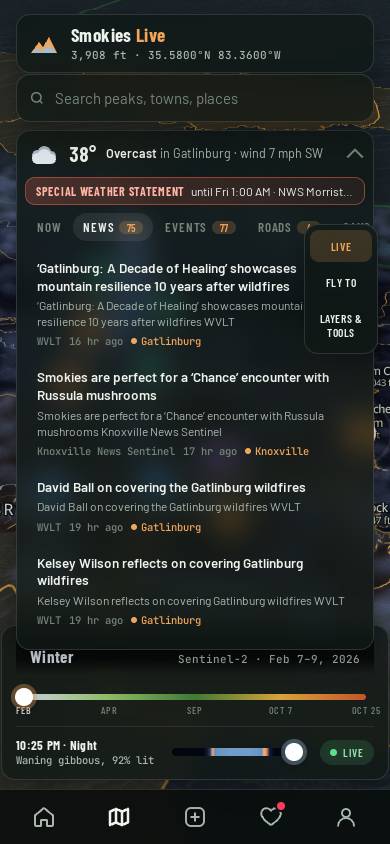 Smokies Live
3,908 ft · 35.5800°N 83.3600°W
Search peaks, towns, places
38° Overcast in Gatlinburg · wind 7 mph SW
SPECIAL WEATHER STATEMENT until Fri 1:00 AM · NWS Morrist...
NOW NEWS 75 EVENTS 77 ROADS
LIVE
FLY TO
LAYERS &
TOOLS
‘Gatlinburg: A Decade of Healing’ showcases
mountain resilience 10 years after wildfires
‘Gatlinburg: A Decade of Healing’ showcases mountai
resilience 10 years after wildfires WVLT
WVLT 16 hr ago Gatlinburg
Smokies are perfect for a ‘Chance’ encounter with
Russula mushrooms
Smokies are perfect for a ‘Chance’ encounter with Russula
mushrooms Knoxville News Sentinel
Knoxville News Sentinel 17 hr ago Knoxville
David Ball on covering the Gatlinburg wildfires
David Ball on covering the Gatlinburg wildfires WVLT
WVLT 19 hr ago Gatlinburg
Kelsey Wilson reflects on covering Gatlinburg
wildfires
Kelsey Wilson reflects on covering Gatlinburg wildfires WVLT
WVLT 19 hr ago Gatlinburg
Winter Sentinel-2 · Feb 7–9, 2026
FEB APR SEP OCT 7 OCT 25
10:25 PM · Night
Waning gibbous, 92% lit
LIVE